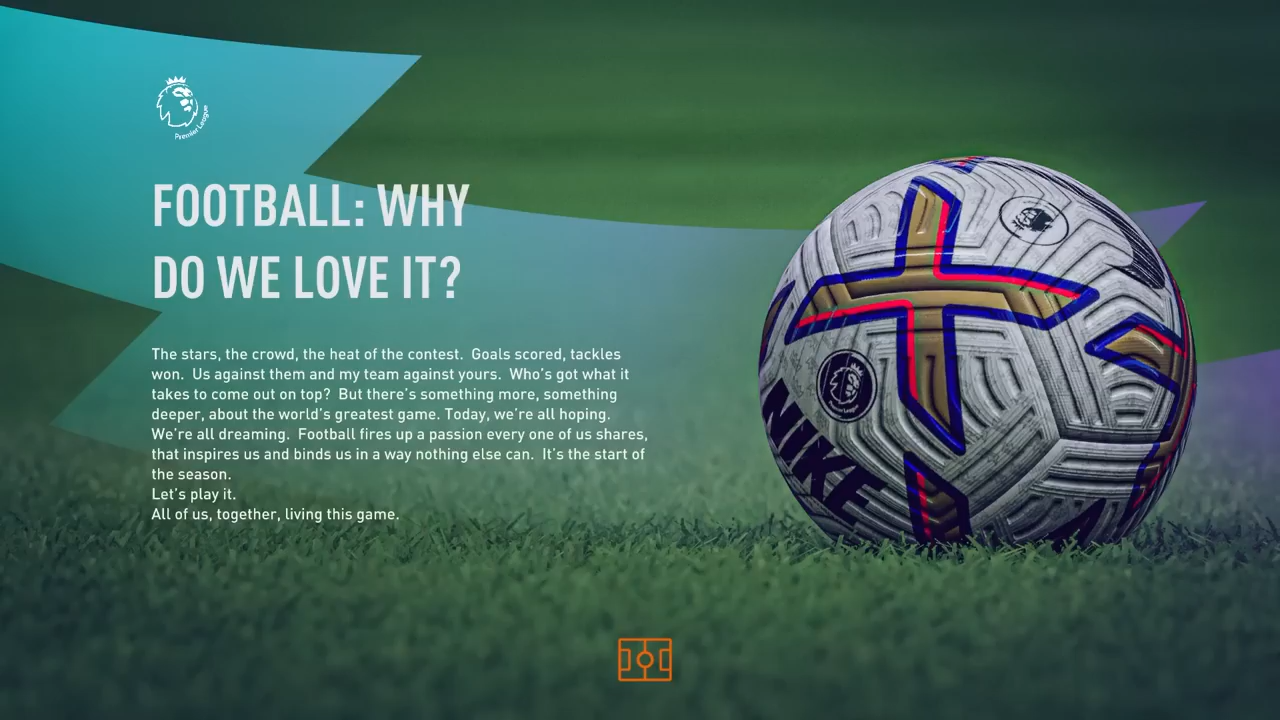 Premier League
FOOTBALL: WHY
DO WE LOVE IT?
The stars, the crowd, the heat of the contest.  Goals scored, tackles
won.  Us against them and my team against yours.  Who's got what it
takes to come out on top?  But there's something more, something
deeper, about the world's greatest game. Today, we're all hoping.
We're all dreaming.  Football fires up a passion every one of us shares,
that inspires us and binds us in a way nothing else can.  It's the start of
the season.
Let's play it.
All of us, together, living this game.
Premier League
NIKE